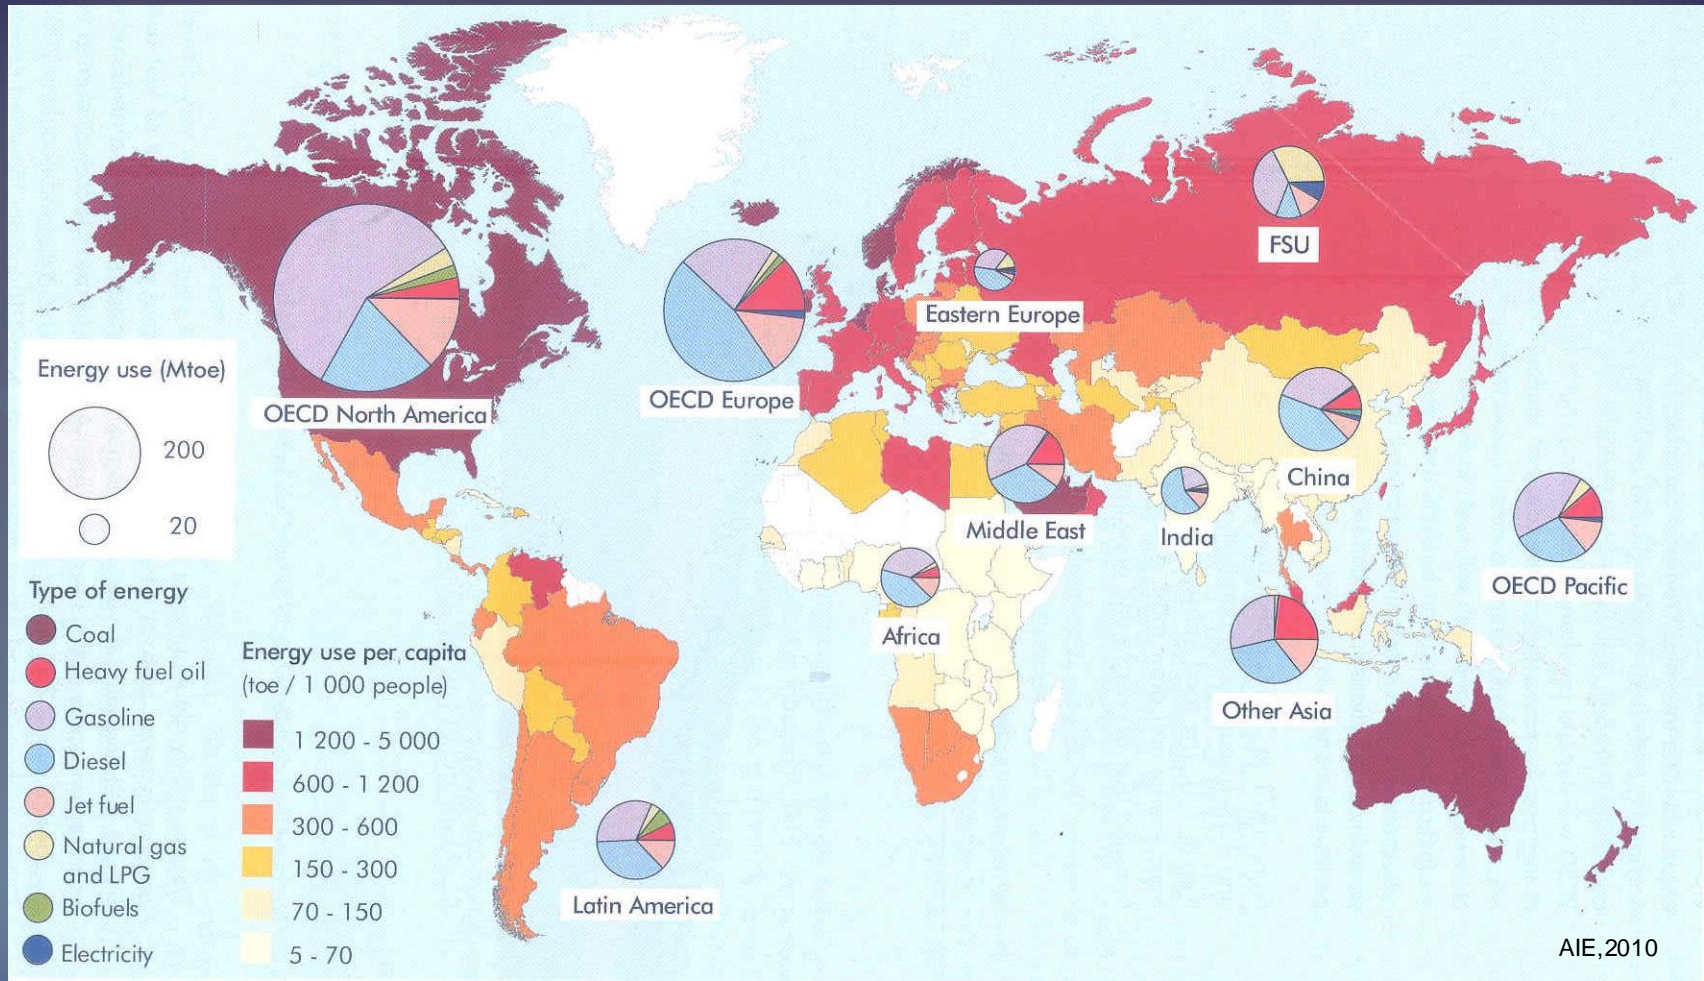 FSU
Eastern Europe
Energy use (Mtoe)
OECD Europe
OECD North America
200
China
20
Middle East
India
OECD Pacific
Africa
Other Asia
Latin America
Type of energy
Coal
Heavy fuel oil
Gasoline
Diesel
Jet fuel
Natural gas
and LPG
Biofuels
Electricity
Energy use per capita
(toe / 1 000 people)
1 200 - 5 000
600 - 1 200
300 - 600
150 - 300
70 - 150
5 - 70
AIE,2010